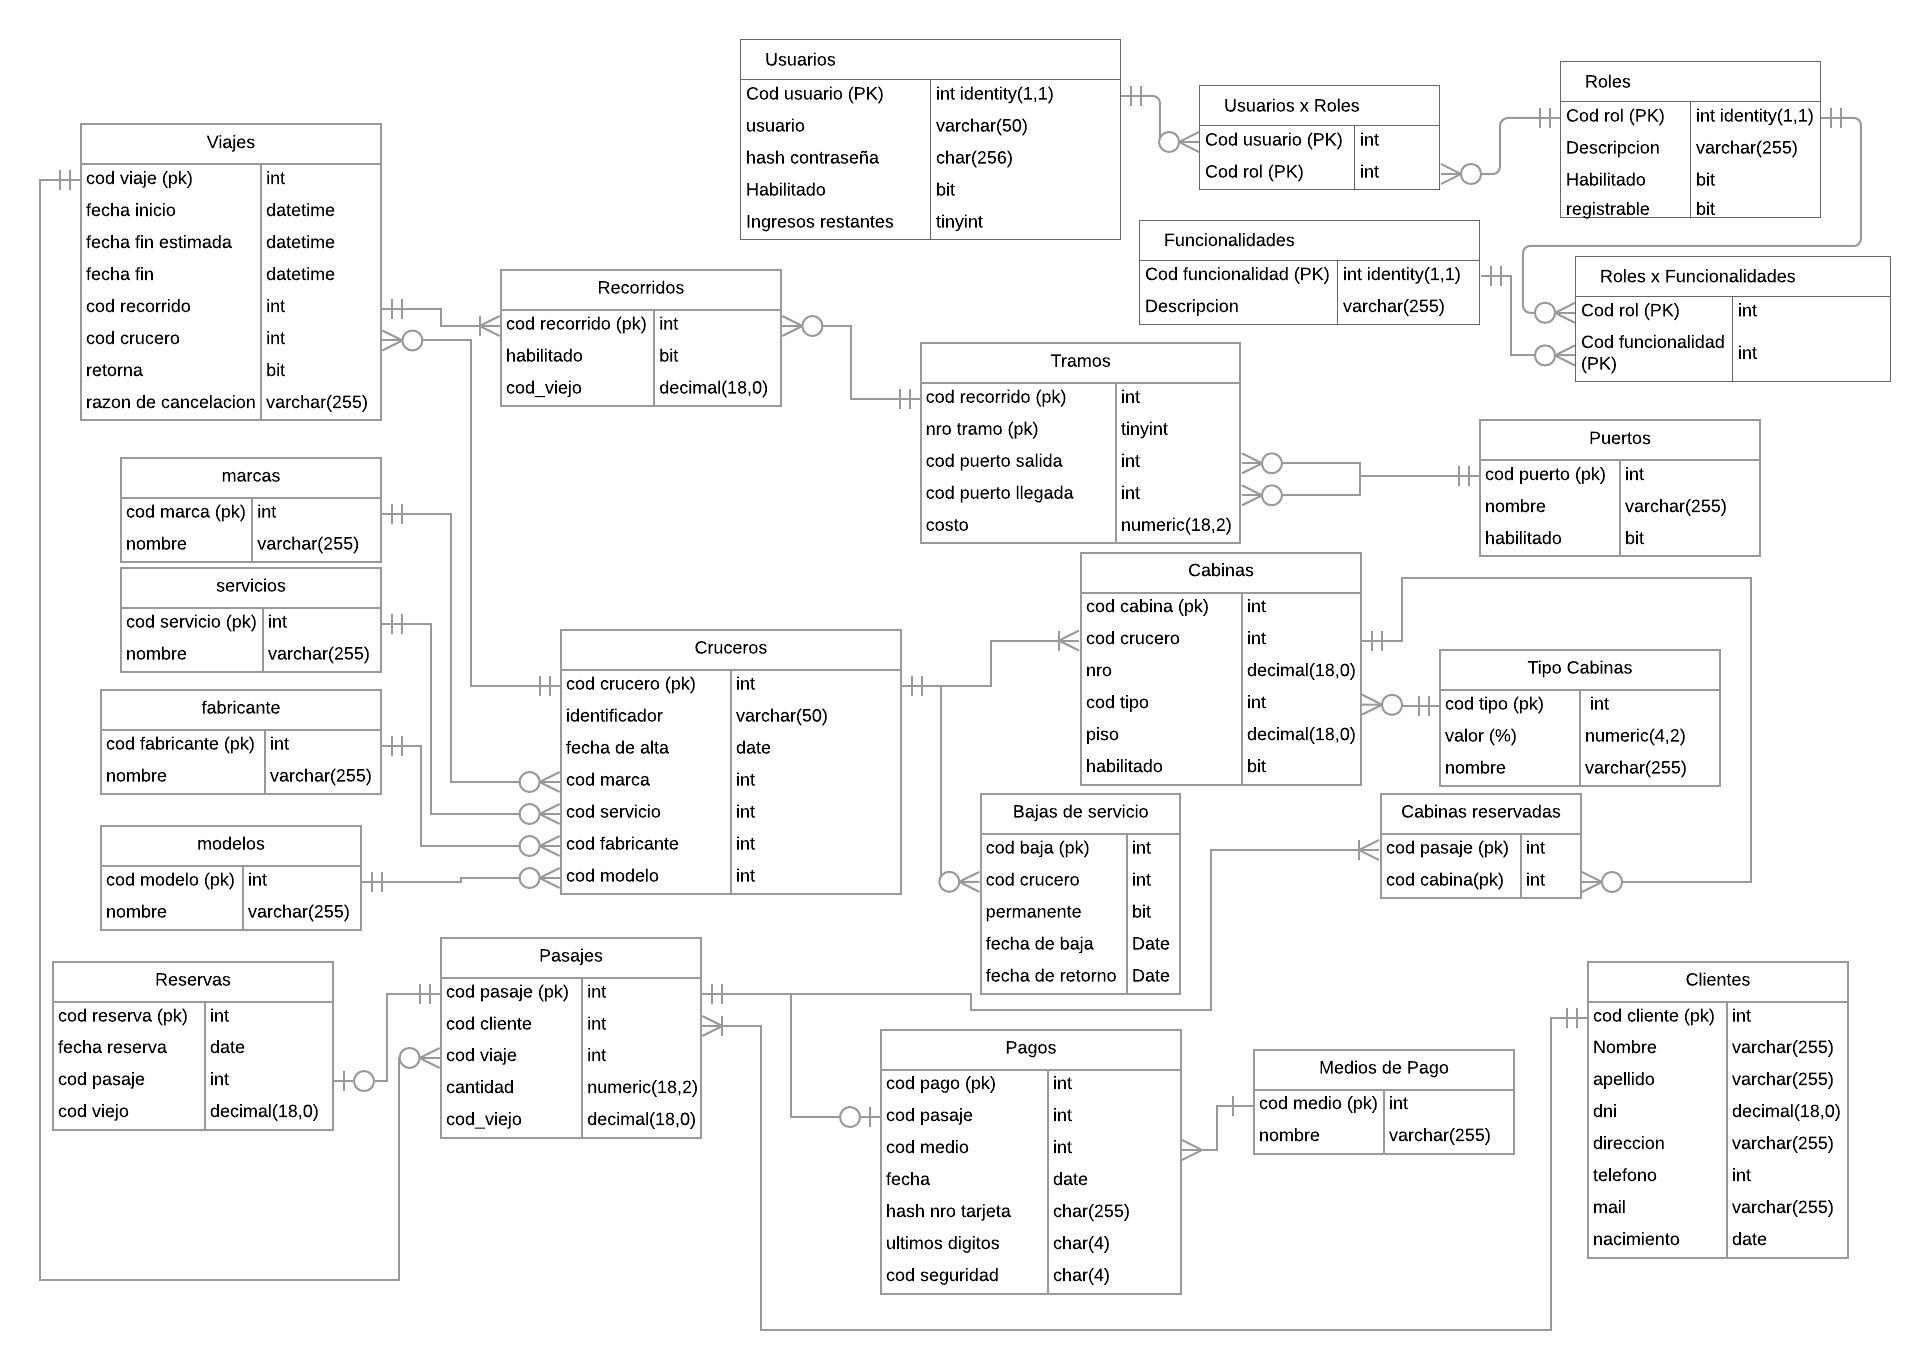 Usuarios
Cod usuario (PK) int identity(1,1)
usuario varchar(50)
hash contraseña char(256)
Habilitado bit
Ingresos restantes tinyint
Usuarios x Roles
Cod usuario (PK) int
Cod rol (PK) int
Roles
Cod rol (PK) int identity(1,1)
Descripcion varchar(255)
Habilitado bit
registrable bit
Viajes
cod viaje (pk) int
fecha inicio datetime
fecha fin estimada datetime
fecha fin datetime
cod recorrido int
cod crucero int
retorna bit
razon de cancelacion varchar(255)
Recorridos
cod recorrido (pk) int
habilitado bit
cod_viejo decimal(18,0)
Funcionalidades
Cod funcionalidad (PK) int identity(1,1)
Descripcion varchar(255)
Roles x Funcionalidades
Cod rol (PK) int
Cod funcionalidad
(PK) int
Tramos
cod recorrido (pk) int
nro tramo (pk) tinyint
cod puerto salida int
cod puerto llegada int
costo numeric(18,2)
Puertos
cod puerto (pk) int
nombre varchar(255)
habilitado bit
marcas
cod marca (pk) int
nombre varchar(255)
servicios
cod servicio (pk) int
nombre varchar(255)
fabricante
cod fabricante (pk) int
nombre varchar(255)
modelos
cod modelo (pk) int
nombre varchar(255)
Cruceros
cod crucero (pk) int
identificador varchar(50)
fecha de alta date
cod marca int
cod servicio int
cod fabricante int
cod modelo int
Cabinas
cod cabina (pk) int
cod crucero int
nro decimal(18,0)
cod tipo int
piso decimal(18,0)
habilitado bit
Tipo Cabinas
cod tipo (pk) int
valor (%) numeric(4,2)
nombre varchar(255)
Bajas de servicio
cod baja (pk) int
cod crucero int
permanente bit
fecha de baja Date
fecha de retorno Date
Cabinas reservadas
cod pasaje (pk) int
cod cabina(pk) int
Reservas
cod reserva (pk) int
fecha reserva date
cod pasaje int
cod viejo decimal(18,0)
Pasajes
cod pasaje (pk) int
cod cliente int
cod viaje int
cantidad numeric(18,2)
cod_viejo decimal(18,0)
Pagos
cod pago (pk) int
cod pasaje int
cod medio int
fecha date
hash nro tarjeta char(255)
ultimos digitos char(4)
cod seguridad char(4)
Medios de Pago
cod medio (pk) int
nombre varchar(255)
Clientes
cod cliente (pk) int
Nombre varchar(255)
apellido varchar(255)
dni decimal(18,0)
direccion varchar(255)
telefono int
mail varchar(255)
nacimiento date